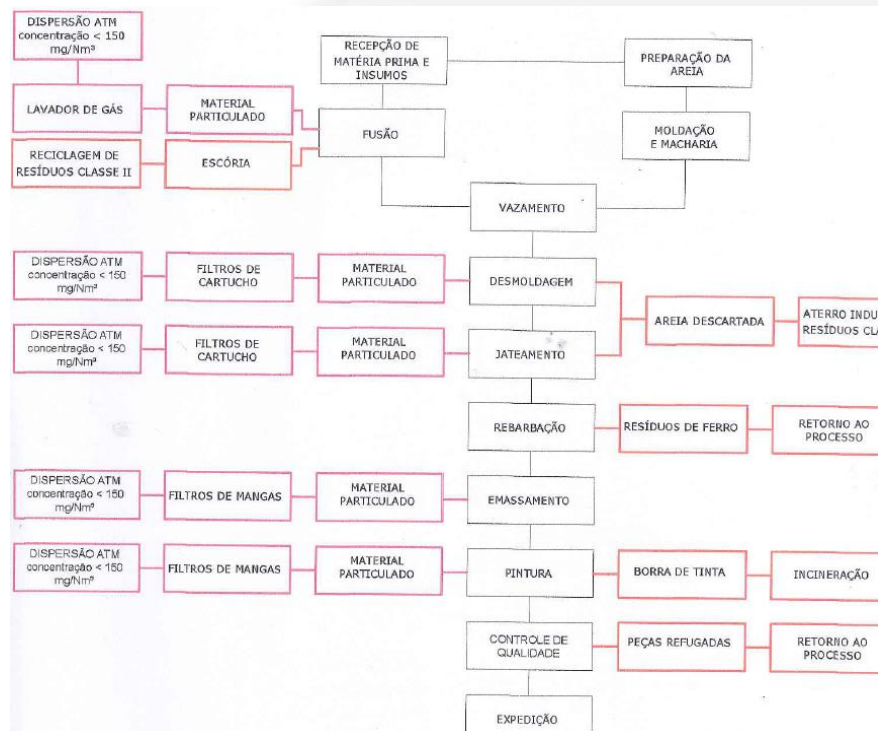 DISPERSÃO ATM
concentração < 150
mg/Nm³
RECEPÇÃO DE
MATÉRIA PRIMA E
INSUMOS
PREPARAÇÃO DA
AREIA
LAVADOR DE GÁS
MATERIAL
PARTICULADO
FUSÃO
MOLDAÇÃO
E MACHARIA
RECICLAGEM DE
RESÍDUOS CLASSE II
ESCÓRIA
VAZAMENTO
DISPERSÃO ATM
concentração < 150
mg/Nm³
FILTROS DE
CARTUCHO
MATERIAL
PARTICULADO
DESMOLDAGEM
AREIA DESCARTADA
ATERRO INDU
RESÍDUOS CLA
DISPERSÃO ATM
concentração < 150
mg/Nm³
FILTROS DE
CARTUCHO
MATERIAL
PARTICULADO
JATEAMENTO
REBARBAÇÃO
RESÍDUOS DE FERRO
RETORNO AO
PROCESSO
DISPERSÃO ATM
concentração < 150
mg/Nm³
FILTROS DE MANGAS
MATERIAL
PARTICULADO
EMASSAMENTO
DISPERSÃO ATM
concentração < 150
mg/Nm³
FILTROS DE MANGAS
MATERIAL
PARTICULADO
PINTURA
BORRA DE TINTA
INCINERAÇÃO
CONTROLE DE
QUALIDADE
PEÇAS REFUGADAS
RETORNO AO
PROCESSO
EXPEDIÇÃO